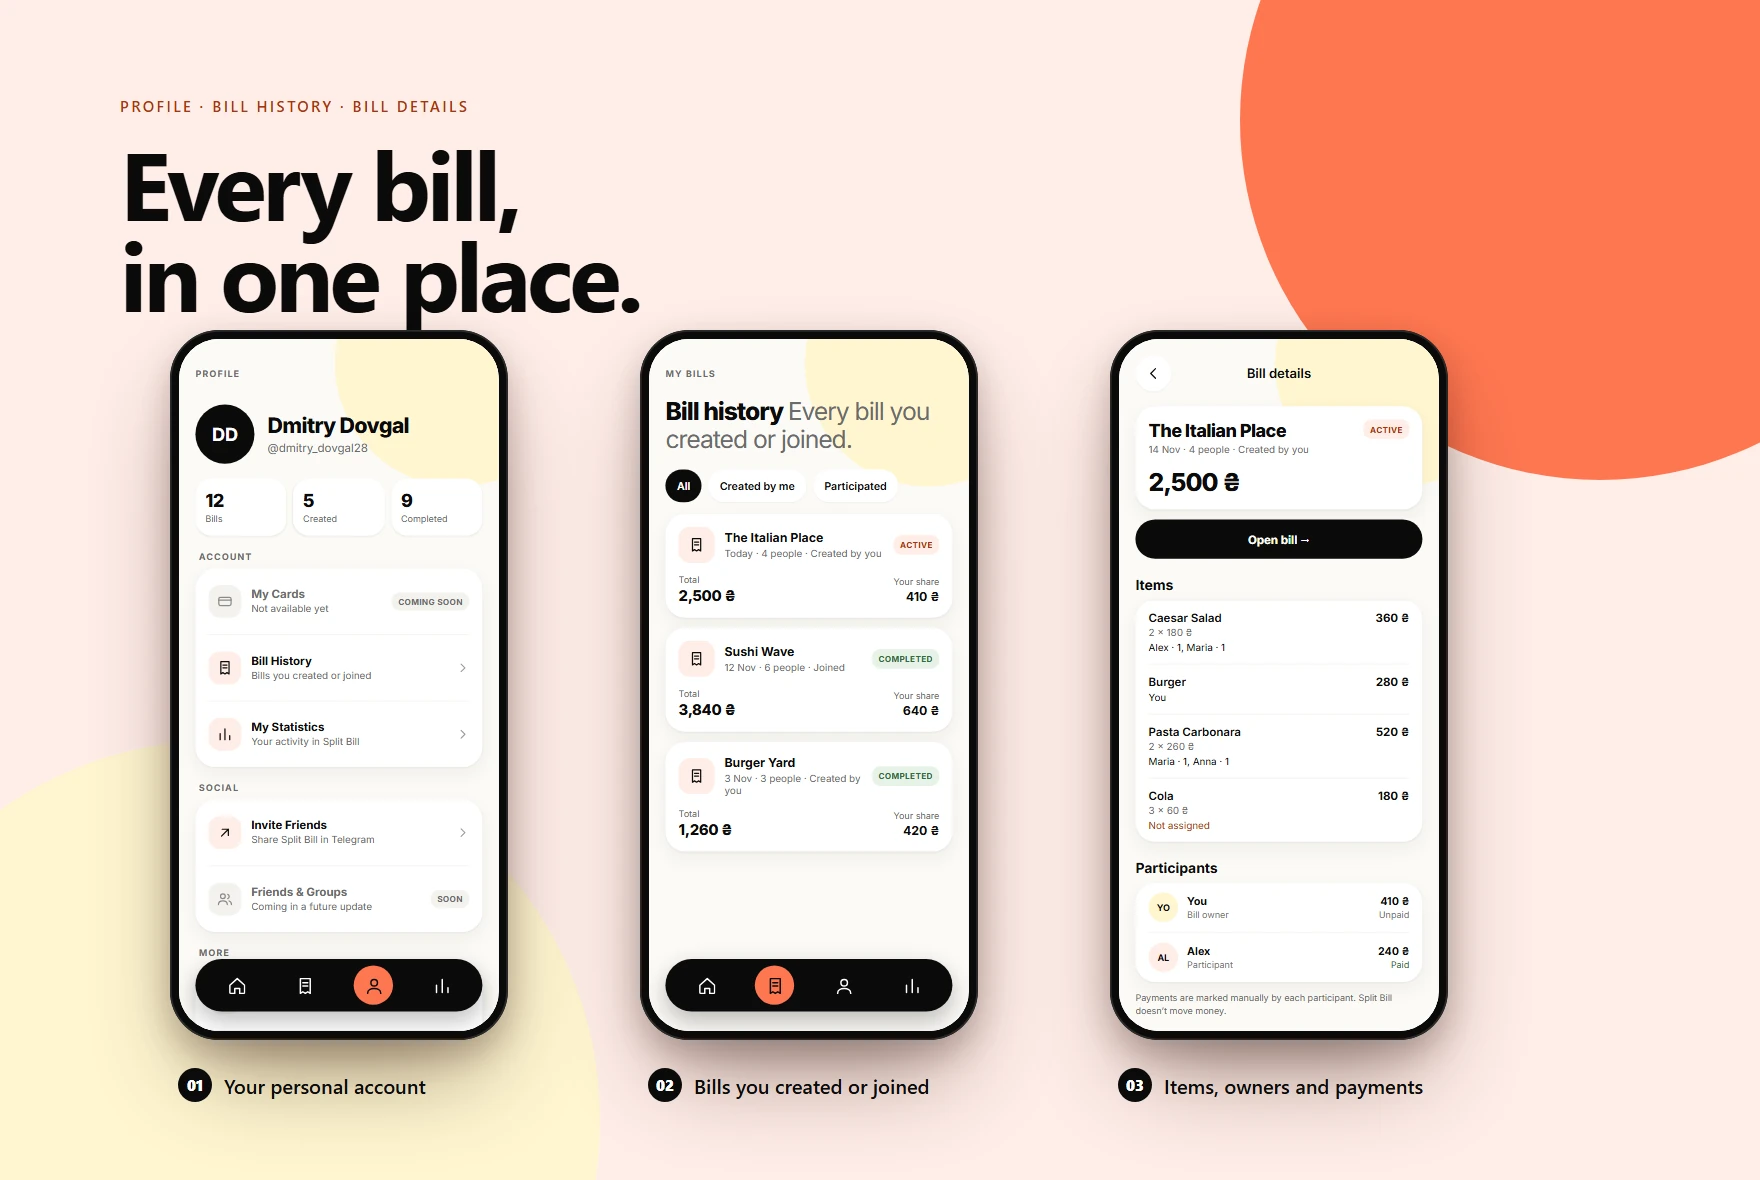 PROFILE · BILL HISTORY · BILL DETAILS
Every bill,
in one place.
PROFILE
DD
Dmitry Dovgal
@dmitry_dovgal28
12
Bills
5
Created
9
Completed
ACCOUNT
My Cards
Not available yet
COMING SOON
Bill History
Bills you created or joined
My Statistics
Your activity in Split Bill
SOCIAL
Invite Friends
Share Split Bill in Telegram
Friends & Groups
Coming in a future update
SOON
MORE
01 Your personal account
MY BILLS
Bill history Every bill you
created or joined.
All
Created by me
Participated
The Italian Place
Today · 4 people · Created by you
ACTIVE
Total
2,500 ₴
Your share
410 ₴
Sushi Wave
12 Nov · 6 people · Joined
COMPLETED
Total
3,840 ₴
Your share
640 ₴
Burger Yard
3 Nov · 3 people · Created by
you
COMPLETED
Total
1,260 ₴
Your share
420 ₴
02 Bills you created or joined
Bill details
The Italian Place
ACTIVE
14 Nov · 4 people · Created by you
2,500 ₴
Open bill →
Items
Caesar Salad 360 ₴
2 × 180 ₴
Alex · 1, Maria · 1
Burger 280 ₴
You
Pasta Carbonara 520 ₴
2 × 260 ₴
Maria · 1, Anna · 1
Cola 180 ₴
3 × 60 ₴
Not assigned
Participants
YO
You 410 ₴
Bill owner Unpaid
AL
Alex 240 ₴
Participant Paid
Payments are marked manually by each participant. Split Bill
doesn't move money.
03 Items, owners and payments